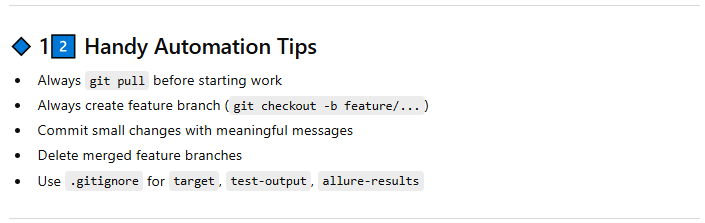 🔷 12️⃣ Handy Automation Tips
• Always git pull before starting work
• Always create feature branch (git checkout -b feature/...)
• Commit small changes with meaningful messages
• Delete merged feature branches
• Use .gitignore for target, test-output, allure-results